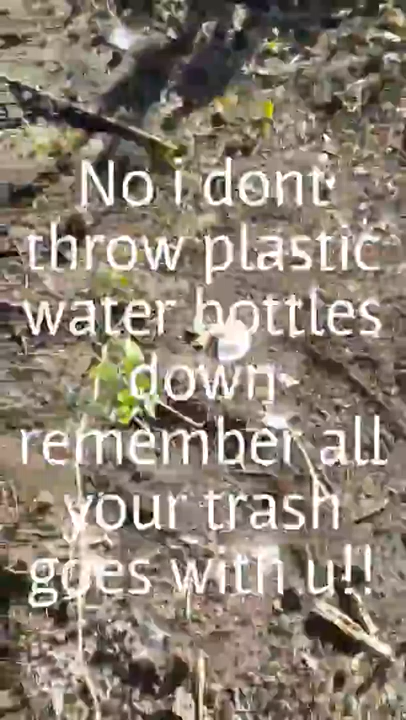 No i dont
throw plastic
water bottles
down
remember all
your trash
goes with u!!